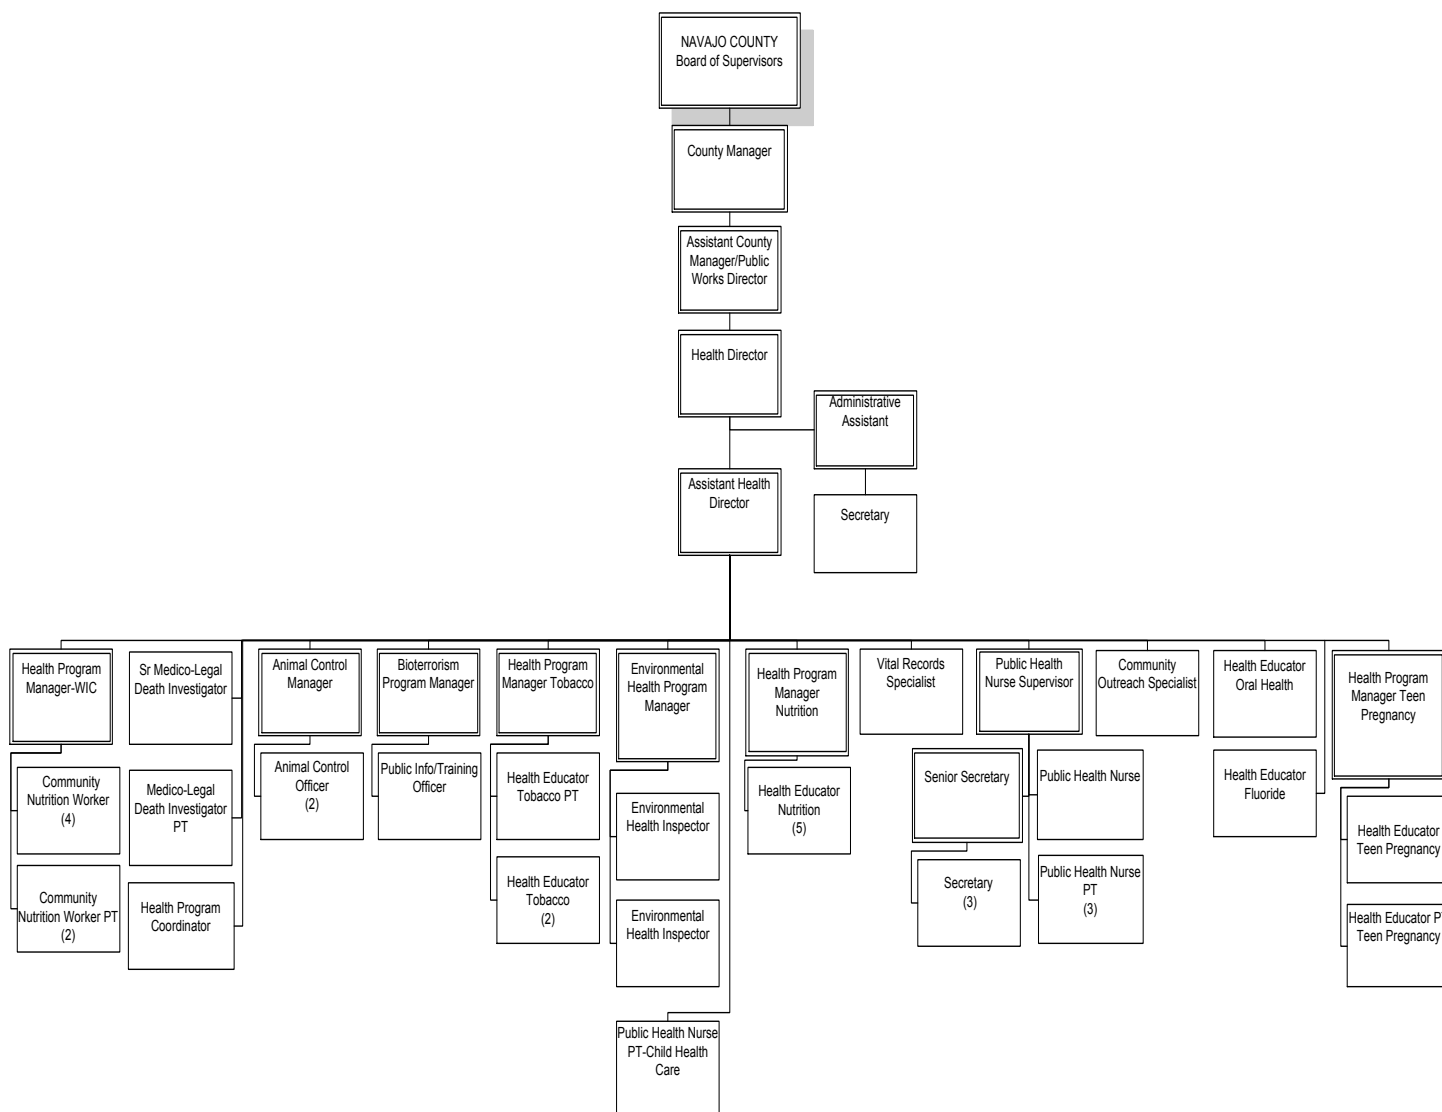 NAVAJO COUNTY
Board of Supervisors
County Manager
Assistant County
Manager/Public
Works Director
Health Director
Administrative
Assistant
Assistant Health
Director
Secretary
Health Program
Manager-WIC
Sr Medico-Legal
Death Investigator
Animal Control
Manager
Bioterrorism
Program Manager
Health Program
Manager Tobacco
Environmental
Health Program
Manager
Health Program
Manager
Nutrition
Vital Records
Specialist
Public Health
Nurse Supervisor
Community
Outreach Specialist
Health Educator
Oral Health
Health Program
Manager Teen
Pregnancy
Community
Nutrition Worker
(4)
Medico-Legal
Death Investigator
PT
Animal Control
Officer
(2)
Public Info/Training
Officer
Health Educator
Tobacco PT
Environmental
Health Inspector
Health Educator
Nutrition
(5)
Senior Secretary
Public Health Nurse
Health Educator
Fluoride
Health Educator
Teen Pregnancy
Community
Nutrition Worker PT
(2)
Health Program
Coordinator
Health Educator
Tobacco
(2)
Environmental
Health Inspector
Secretary
(3)
Public Health Nurse
PT
(3)
Health Educator PT
Teen Pregnancy
Public Health Nurse
PT-Child Health
Care